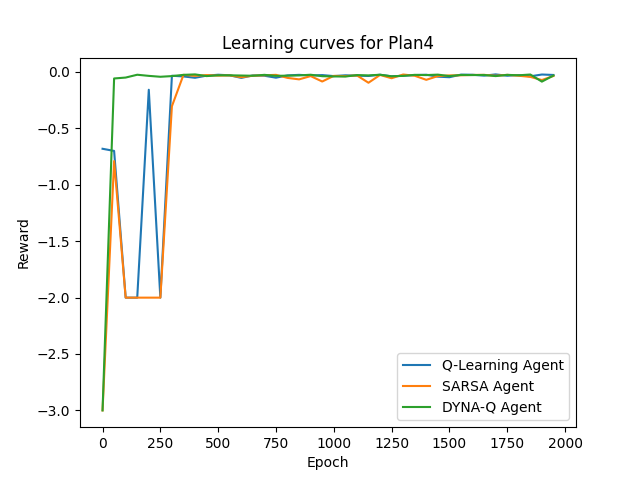 Learning curves for Plan4
0.0
−0.5
−1.0
−1.5
−2.0
−2.5
−3.0
Reward
Q-Learning Agent
SARSA Agent
DYNA-Q Agent
0 250 500 750 1000 1250 1500 1750 2000
Epoch